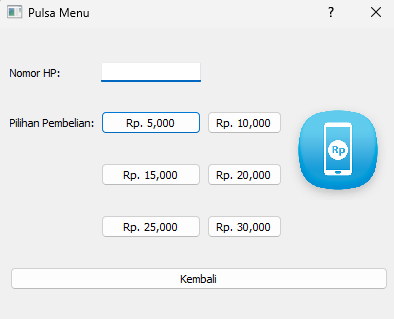 Pulsa Menu
Nomor HP:
Pilihan Pembelian: Rp. 5,000 Rp. 10,000
Rp
Rp. 15,000 Rp. 20,000
Rp. 25,000 Rp. 30,000
Kembali